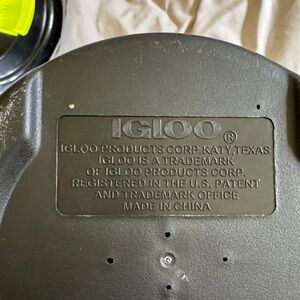 IGLOO®
IGLOO PRODUCTS CORP. KATY, TEXAS
IGLOO IS A TRADEMARK
OF IGLOO PRODUCTS CORP.
REGISTERED IN THE U.S. PATENT
AND TRADEMARK OFFICE
MADE IN CHINA